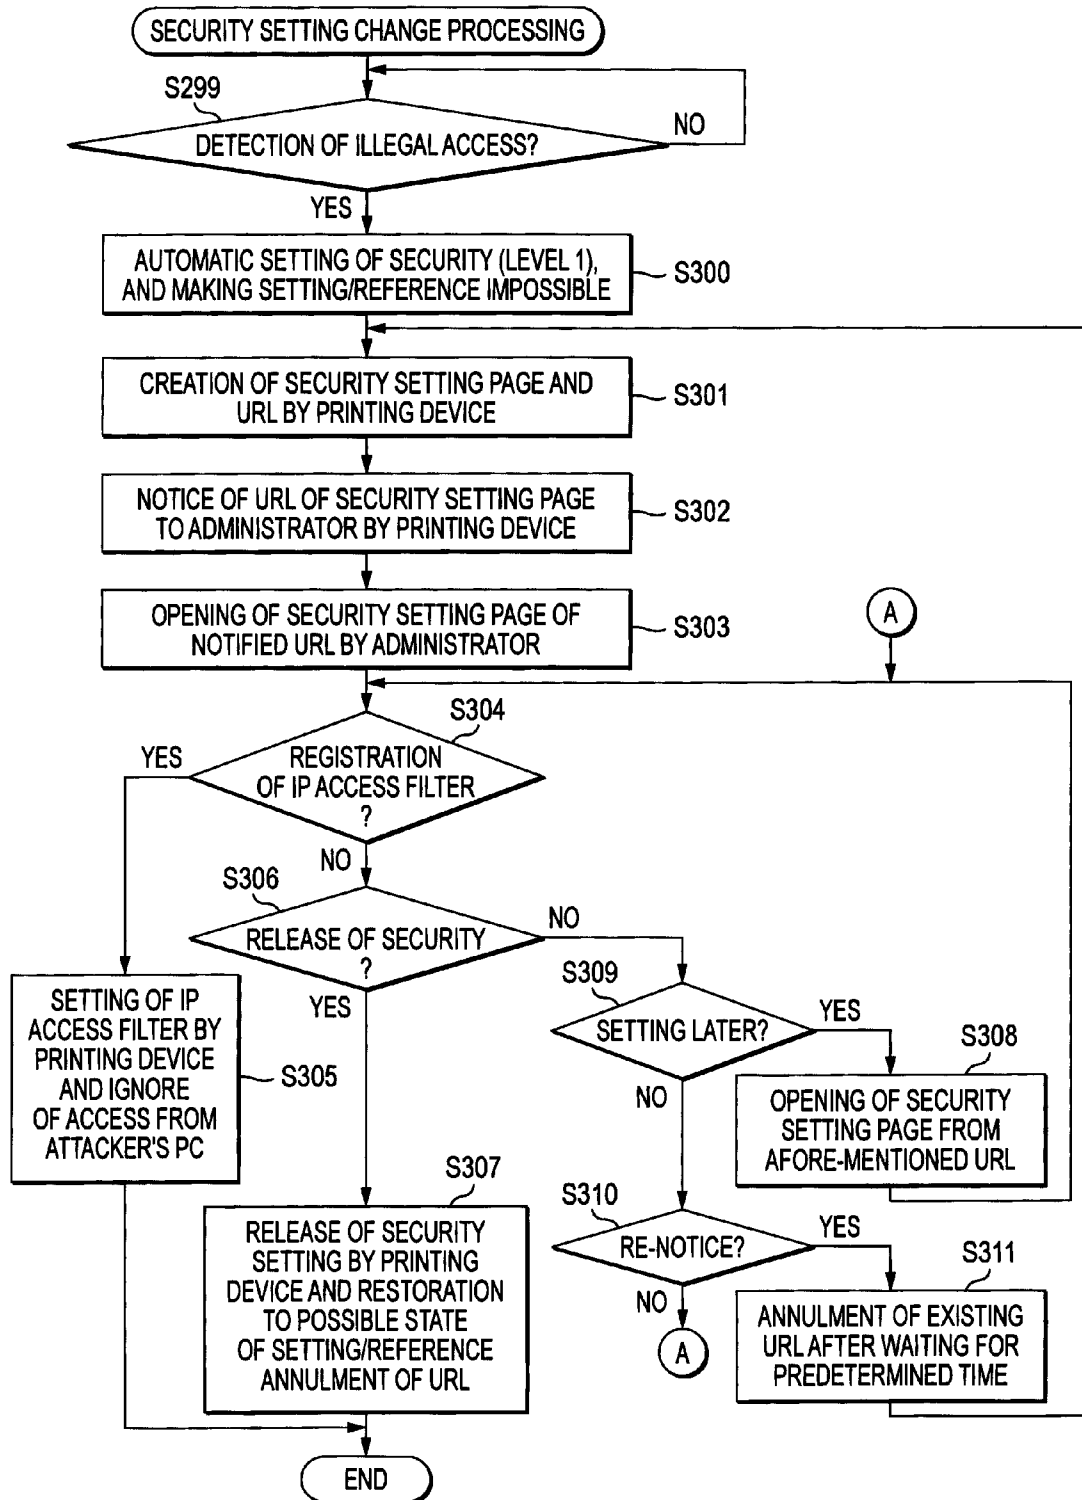 SECURITY SETTING CHANGE PROCESSING
S299
DETECTION OF ILLEGAL ACCESS?
NO
YES
AUTOMATIC SETTING OF SECURITY (LEVEL 1),
AND MAKING SETTING/REFERENCE IMPOSSIBLE
S300
CREATION OF SECURITY SETTING PAGE AND
URL BY PRINTING DEVICE
S301
NOTICE OF URL OF SECURITY SETTING PAGE
TO ADMINISTRATOR BY PRINTING DEVICE
S302
OPENING OF SECURITY SETTING PAGE OF
NOTIFIED URL BY ADMINISTRATOR
S303
A
S304
REGISTRATION
OF IP ACCESS FILTER
?
YES
NO
S306
RELEASE OF SECURITY
?
NO
YES
SETTING OF IP
ACCESS FILTER BY
PRINTING DEVICE
AND IGNORE
OF ACCESS FROM
ATTACKER'S PC
S305
S309
SETTING LATER?
YES
NO
S308
OPENING OF SECURITY
SETTING PAGE FROM
AFORE-MENTIONED URL
S307
RELEASE OF SECURITY
SETTING BY PRINTING
DEVICE AND RESTORATION
TO POSSIBLE STATE
OF SETTING/REFERENCE
ANNULMENT OF URL
S310
RE-NOTICE?
YES
NO
A
S311
ANNULMENT OF EXISTING
URL AFTER WAITING FOR
PREDETERMINED TIME
END